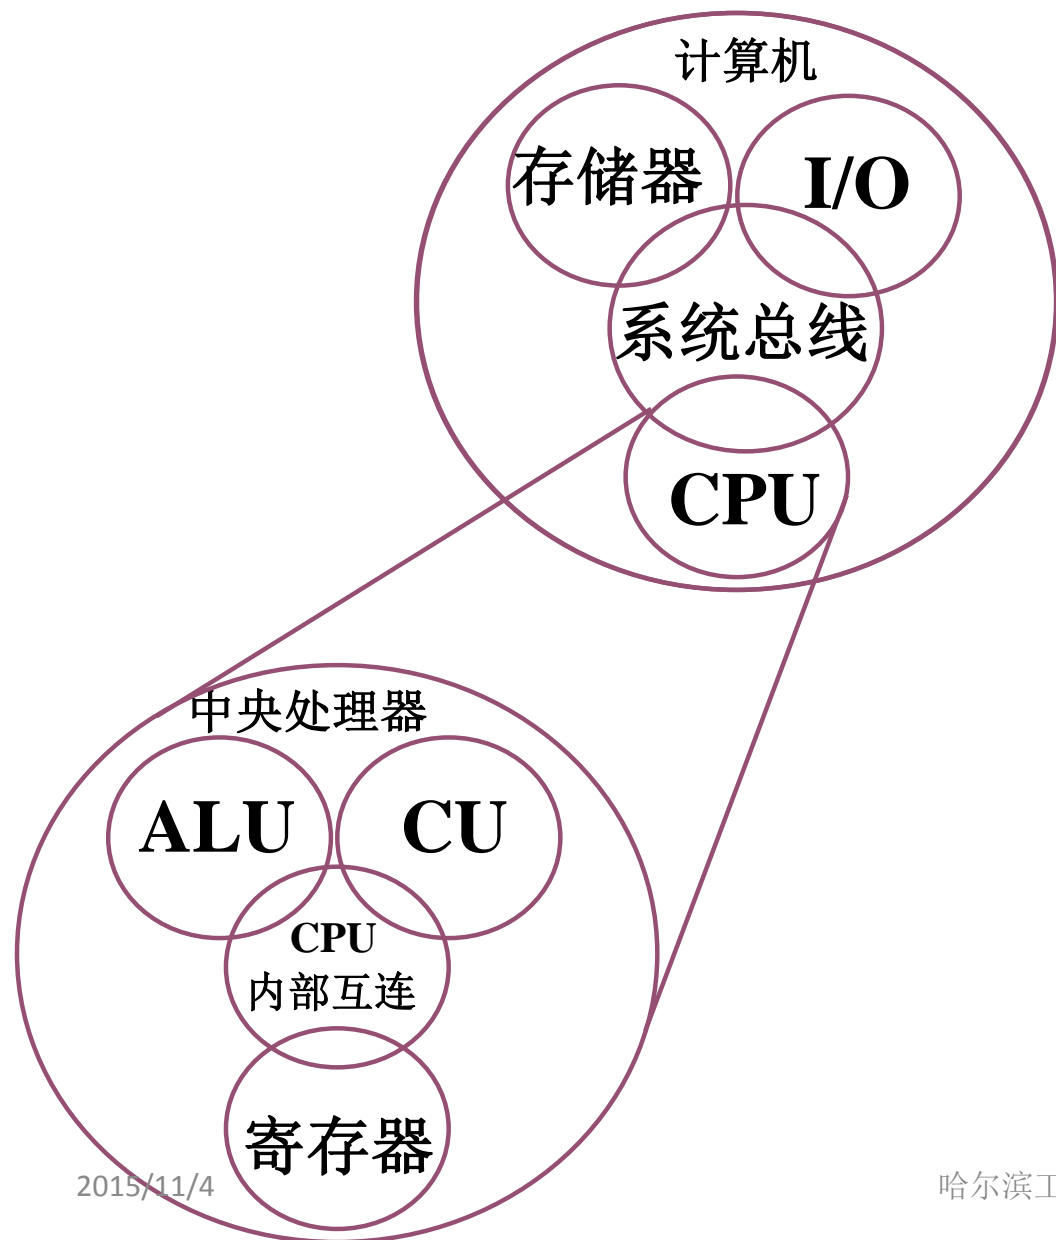 计算机
存储器
I/O
系统总线
CPU
中央处理器
ALU
CU
CPU
内部互连
寄存器
2015/11/4
哈尔滨工